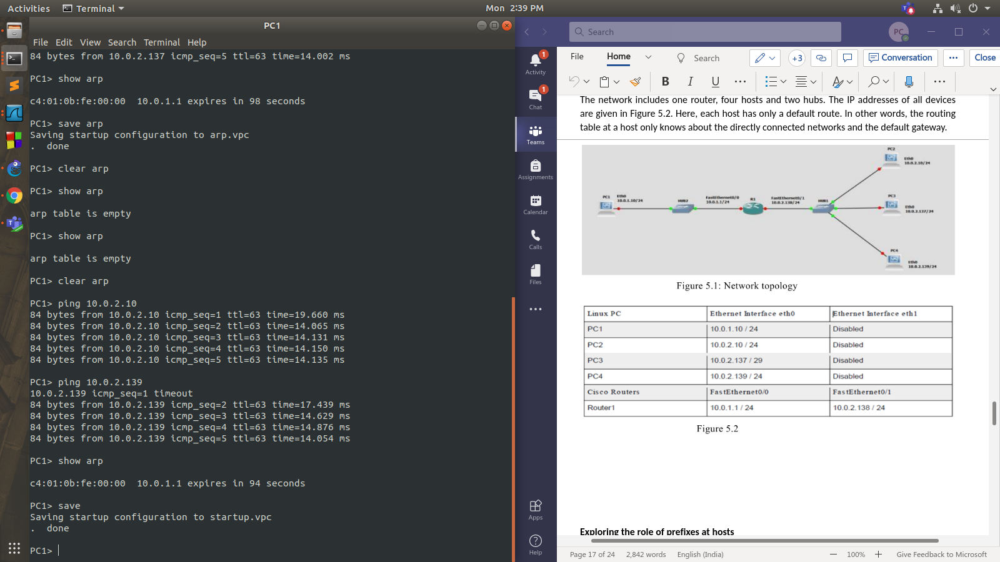 Activities
Terminal
Mon 2:39 PM
PC1
File Edit View Search Terminal Help
84 bytes from 10.0.2.137 icmp_seq=5 ttl=63 time=14.002 ms
PC1> show arp
c4:01:0b:fe:00:00  10.0.1.1 expires in 98 seconds
PC1> save arp
Saving startup configuration to arp.vpc
.  done
PC1> clear arp
PC1> show arp
arp table is empty
PC1> show arp
arp table is empty
PC1> clear arp
PC1> ping 10.0.2.10
84 bytes from 10.0.2.10 icmp_seq=1 ttl=63 time=19.660 ms
84 bytes from 10.0.2.10 icmp_seq=2 ttl=63 time=14.065 ms
84 bytes from 10.0.2.10 icmp_seq=3 ttl=63 time=14.131 ms
84 bytes from 10.0.2.10 icmp_seq=4 ttl=63 time=14.150 ms
84 bytes from 10.0.2.10 icmp_seq=5 ttl=63 time=14.135 ms
PC1> ping 10.0.2.139
10.0.2.139 icmp_seq=1 timeout
84 bytes from 10.0.2.139 icmp_seq=2 ttl=63 time=17.439 ms
84 bytes from 10.0.2.139 icmp_seq=3 ttl=63 time=14.629 ms
84 bytes from 10.0.2.139 icmp_seq=4 ttl=63 time=14.876 ms
84 bytes from 10.0.2.139 icmp_seq=5 ttl=63 time=14.054 ms
PC1> show arp
c4:01:0b:fe:00:00  10.0.1.1 expires in 94 seconds
PC1> save
Saving startup configuration to startup.vpc
.  done
PC1>
Search
PC
1
Activity
1
Chat
Teams
Assignments
Calendar
Calls
Files
Apps
Help
File Home Search +3 Conversation Close
B I U
The network includes one router, four hosts and two hubs. The IP addresses of all devices
are given in Figure 5.2. Here, each host has only a default route. In other words, the routing
table at a host only knows about the directly connected networks and the default gateway.
PC2
Eth0
10.0.2.10/24
PC1
Eth0
10.0.1.10/24
HUB2
FastEthernet0/0
10.0.1.1/24
R1
FastEthernet0/1
10.0.2.138/24
HUB1
PC3
Eth0
10.0.2.137/24
PC4
Eth0
10.0.2.139/24
Figure 5.1: Network topology
Linux PC Ethernet Interface eth0 Ethernet Interface eth1
PC1 10.0.1.10 / 24 Disabled
PC2 10.0.2.10 / 24 Disabled
PC3 10.0.2.137 / 29 Disabled
PC4 10.0.2.139 / 24 Disabled
Cisco Routers FastEthernet0/0 FastEthernet0/1
Router1 10.0.1.1 / 24 10.0.2.138 / 24
Figure 5.2
Exploring the role of prefixes at hosts
Page 17 of 24 2,842 words English (India) 100% Give Feedback to Microsoft